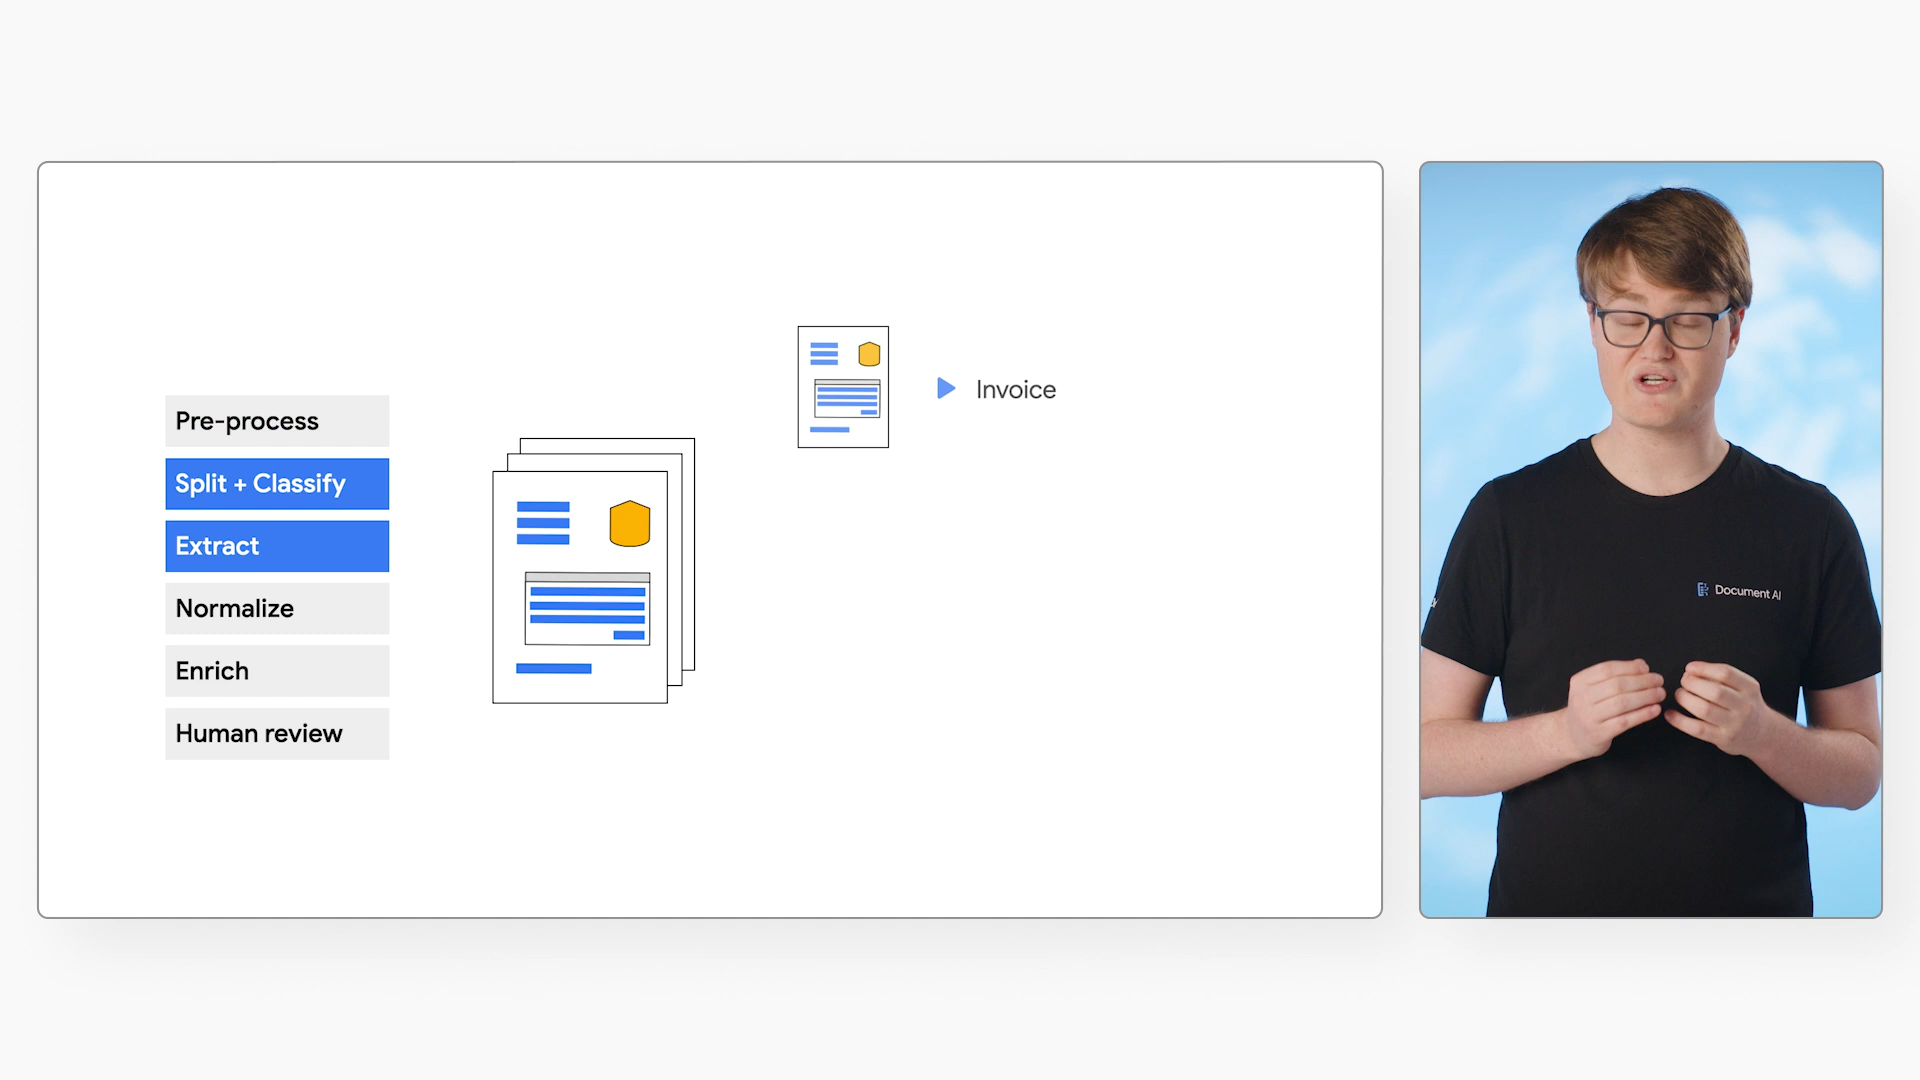 Pre-process
Split + Classify
Extract
Normalize
Enrich
Human review
Invoice
Document AI